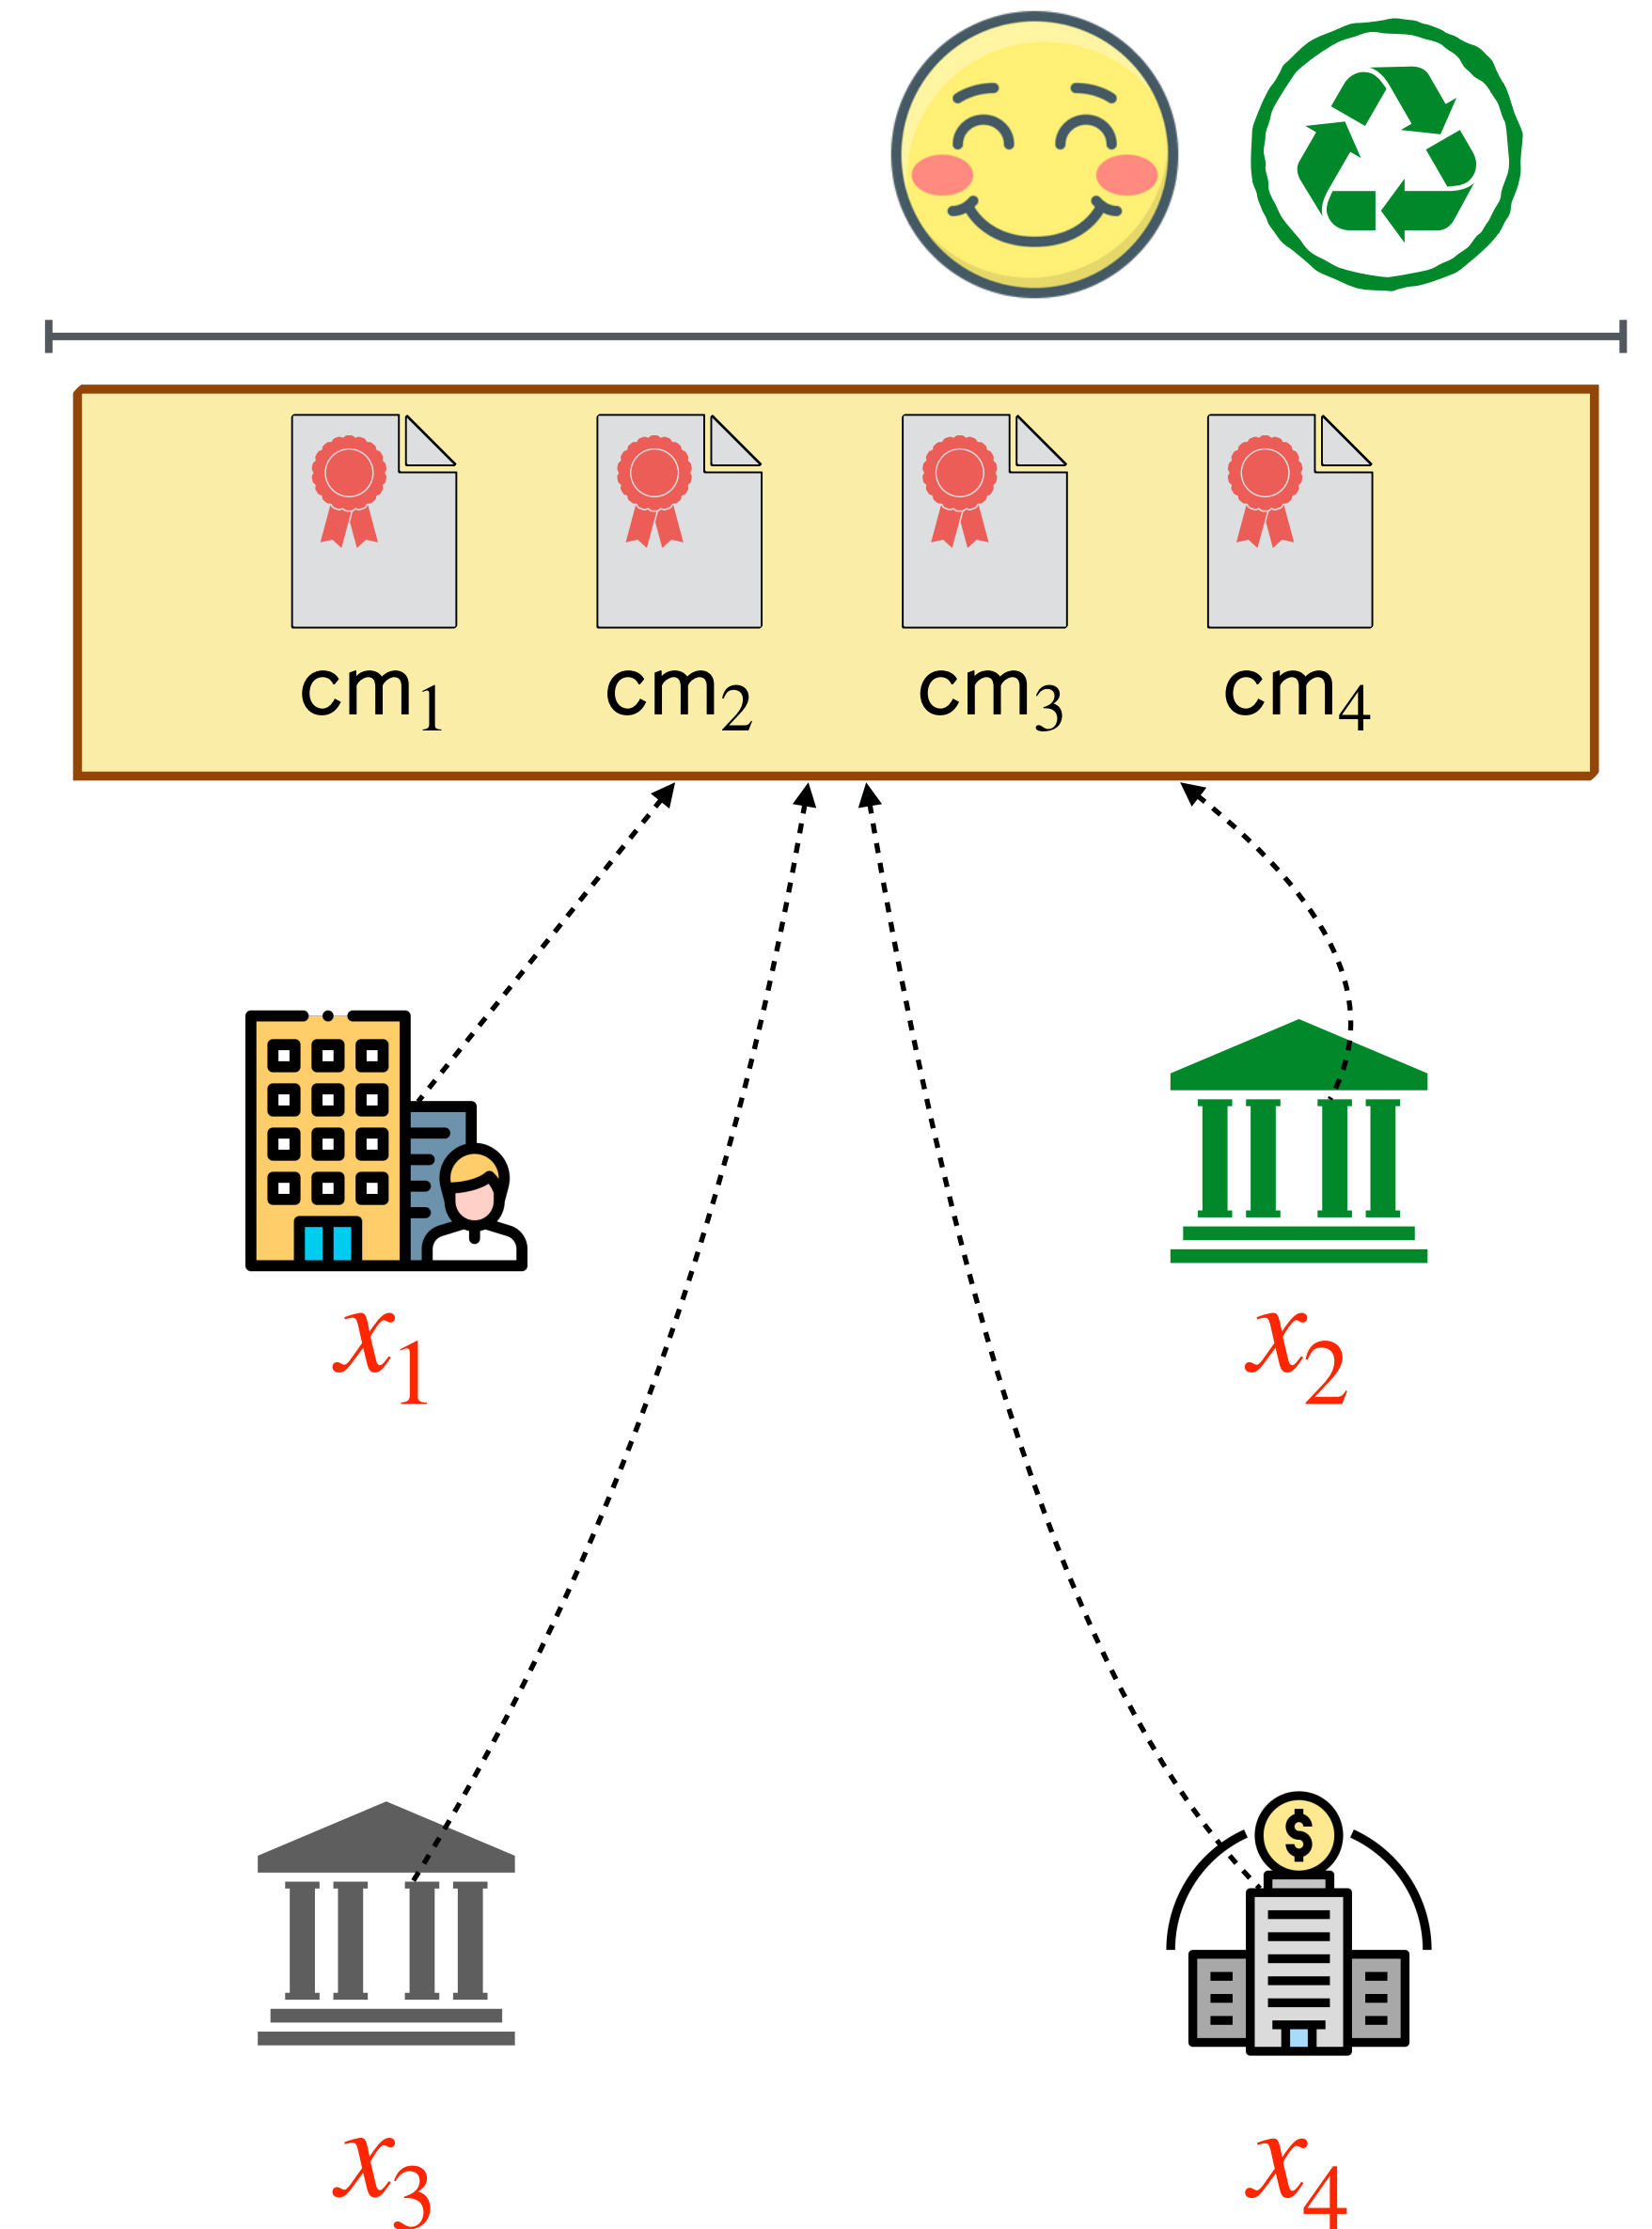 cm₁ cm₂ cm₃ cm₄
x₁ x₂
$
x₃ x₄